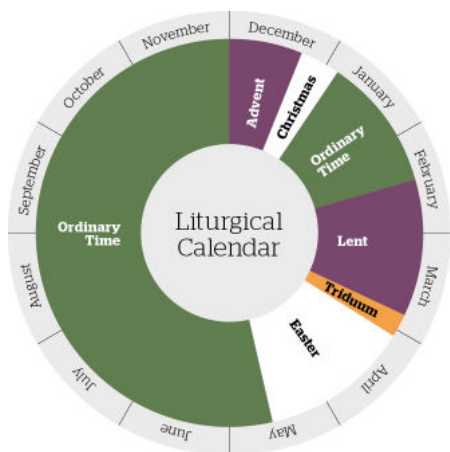 December
January
February
March
April
May
June
July
August
September
October
November
Advent
Christmas
Ordinary
Time
Lent
Triduum
Easter
Ordinary
Time
Liturgical
Calendar